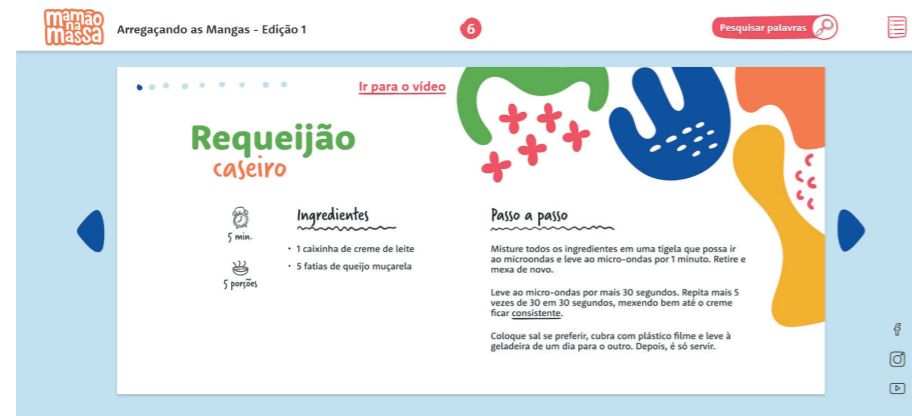 mamão
na
massa
Arregaçando as Mangas - Edição 1
6
Pesquisar palavras
Ir para o vídeo
Requeijão
caseiro
5 min.
5 porções
Ingredientes
• 1 caixinha de creme de leite
• 5 fatias de queijo muçarela
Passo a passo
Misture todos os ingredientes em uma tigela que possa ir
ao microondas e leve ao micro-ondas por 1 minuto. Retire e
mexa de novo.
Leve ao micro-ondas por mais 30 segundos. Repita mais 5
vezes de 30 em 30 segundos, mexendo bem até o creme
ficar consistente.
Coloque sal se preferir, cubra com plástico filme e leve à
geladeira de um dia para o outro. Depois, é só servir.